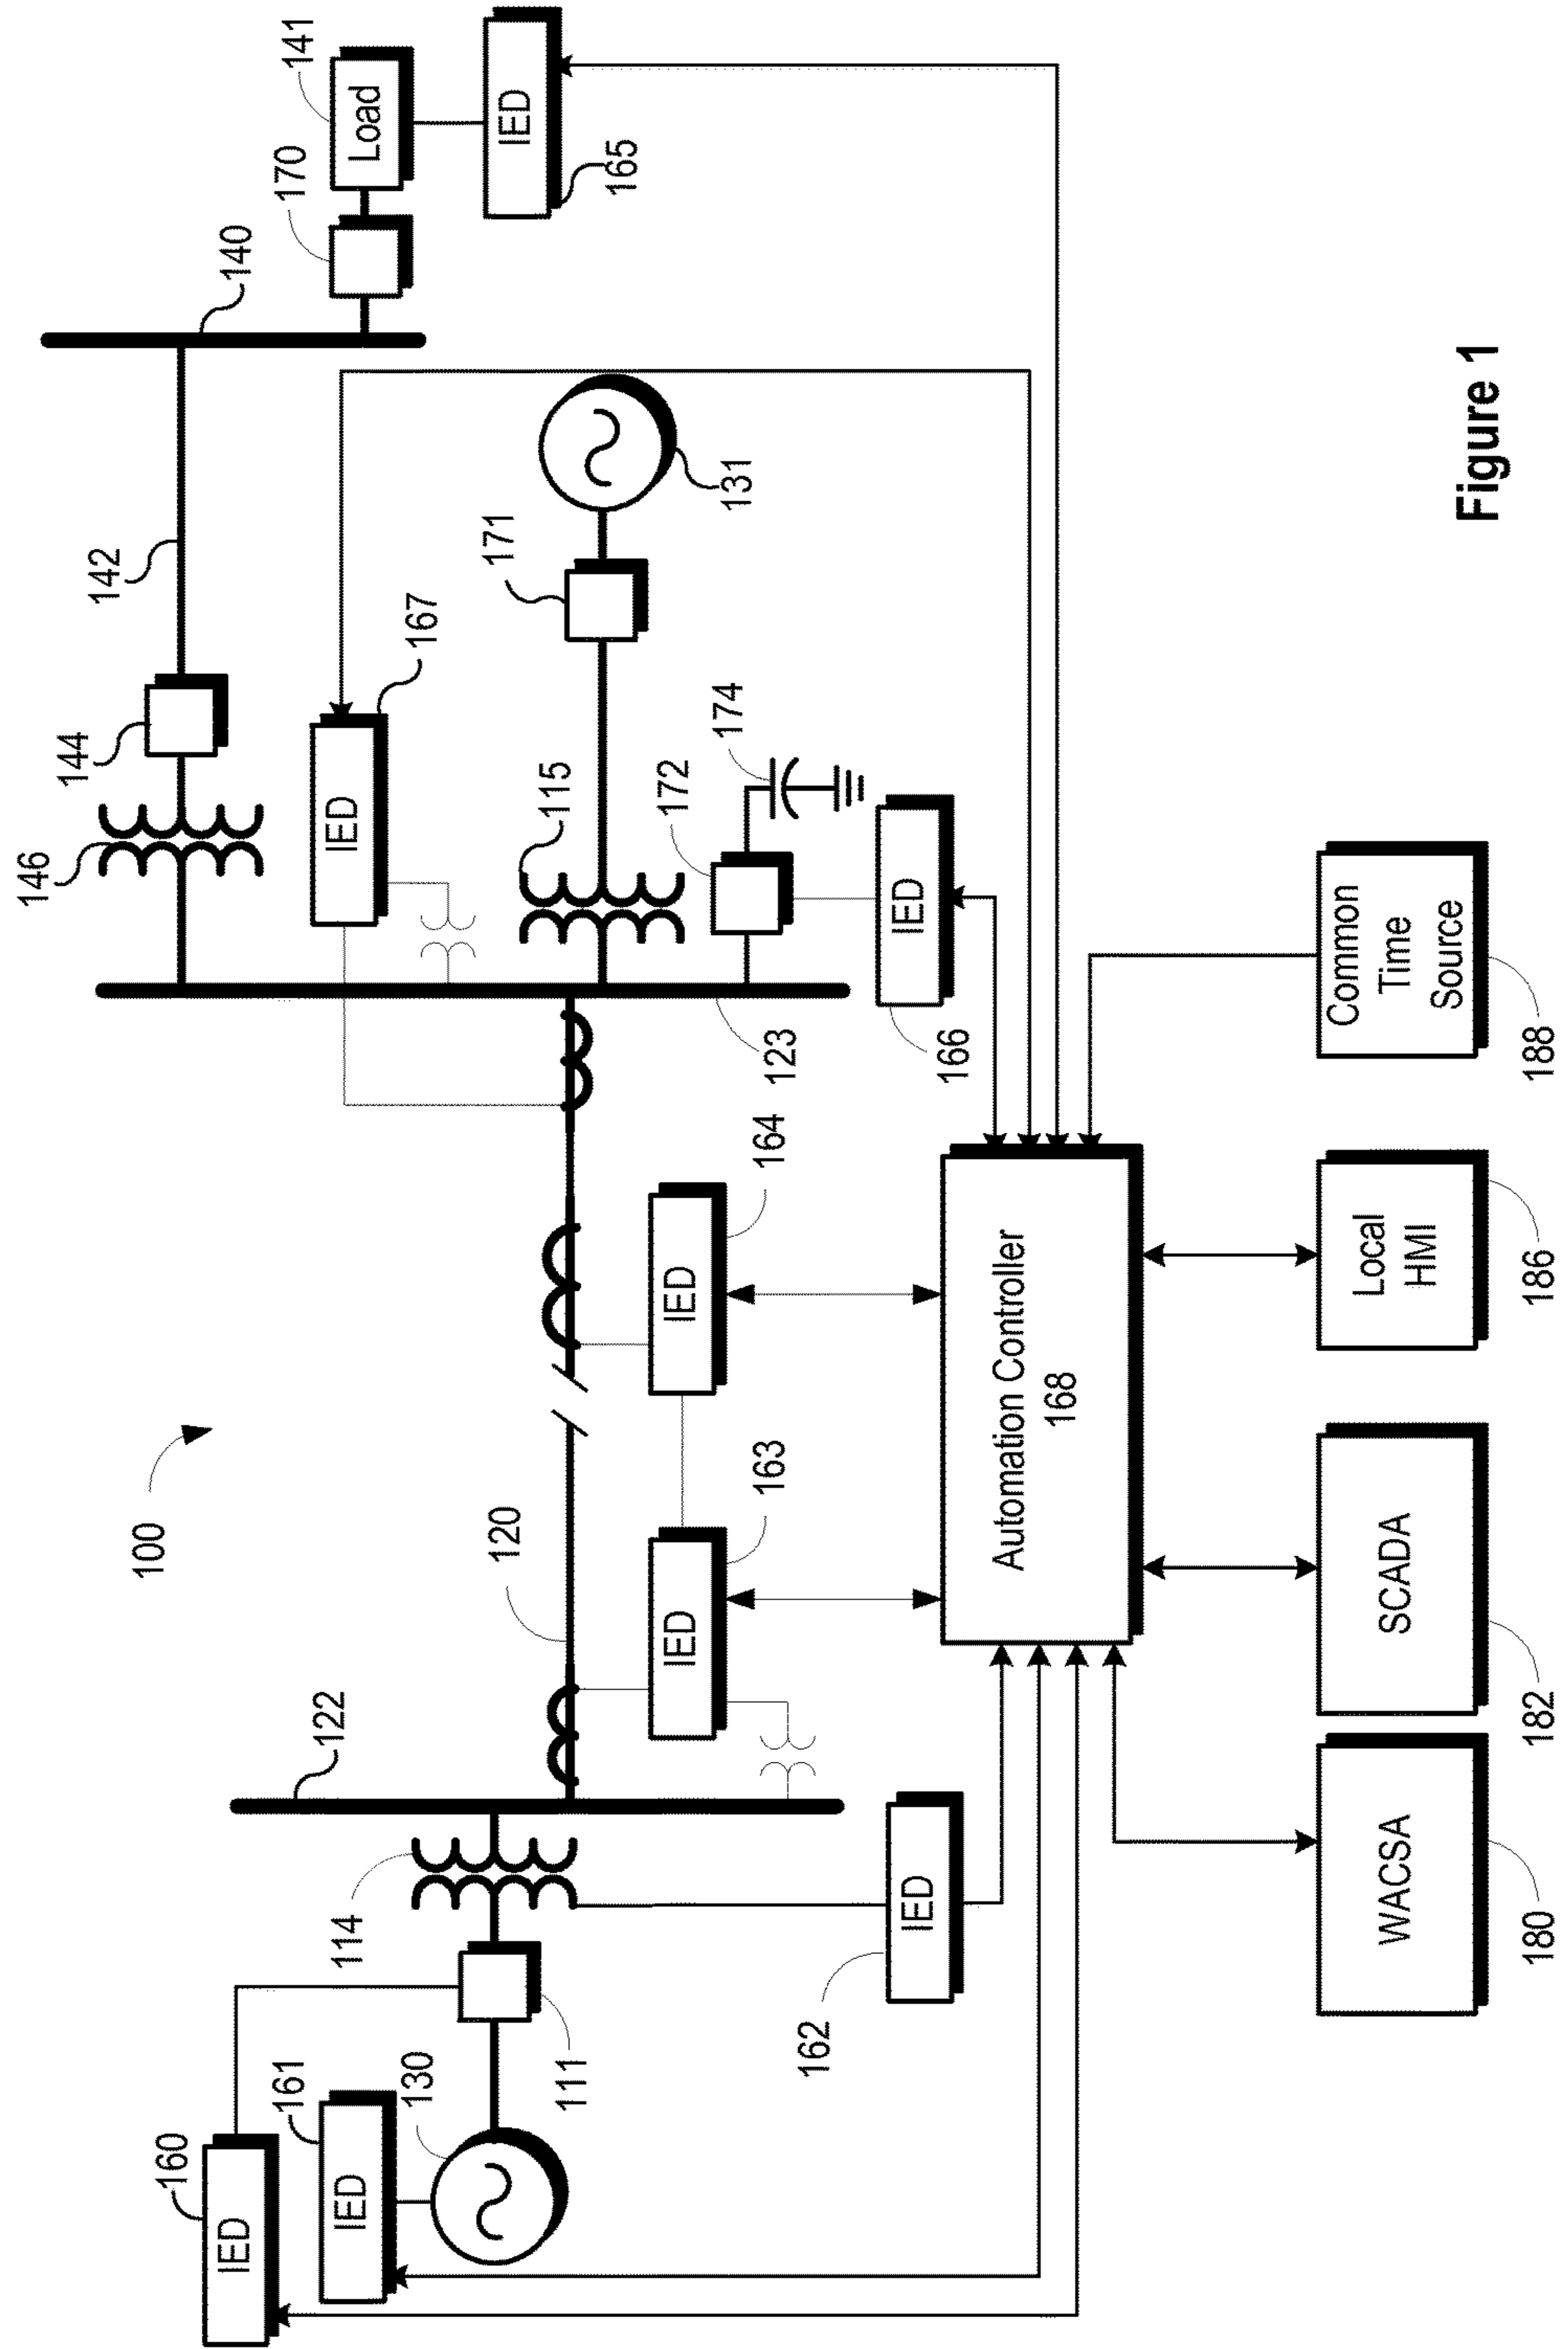 100
160
IED
161
IED
130
111
114
122
120
146
144
142
140
170
141
Load
IED
165
IED
167
115
171
131
172
174
123
IED
166
IED
162
IED
163
IED
164
Automation Controller
168
WACSA
180
SCADA
182
Local
HMI
186
Common
Time
Source
188
Figure 1